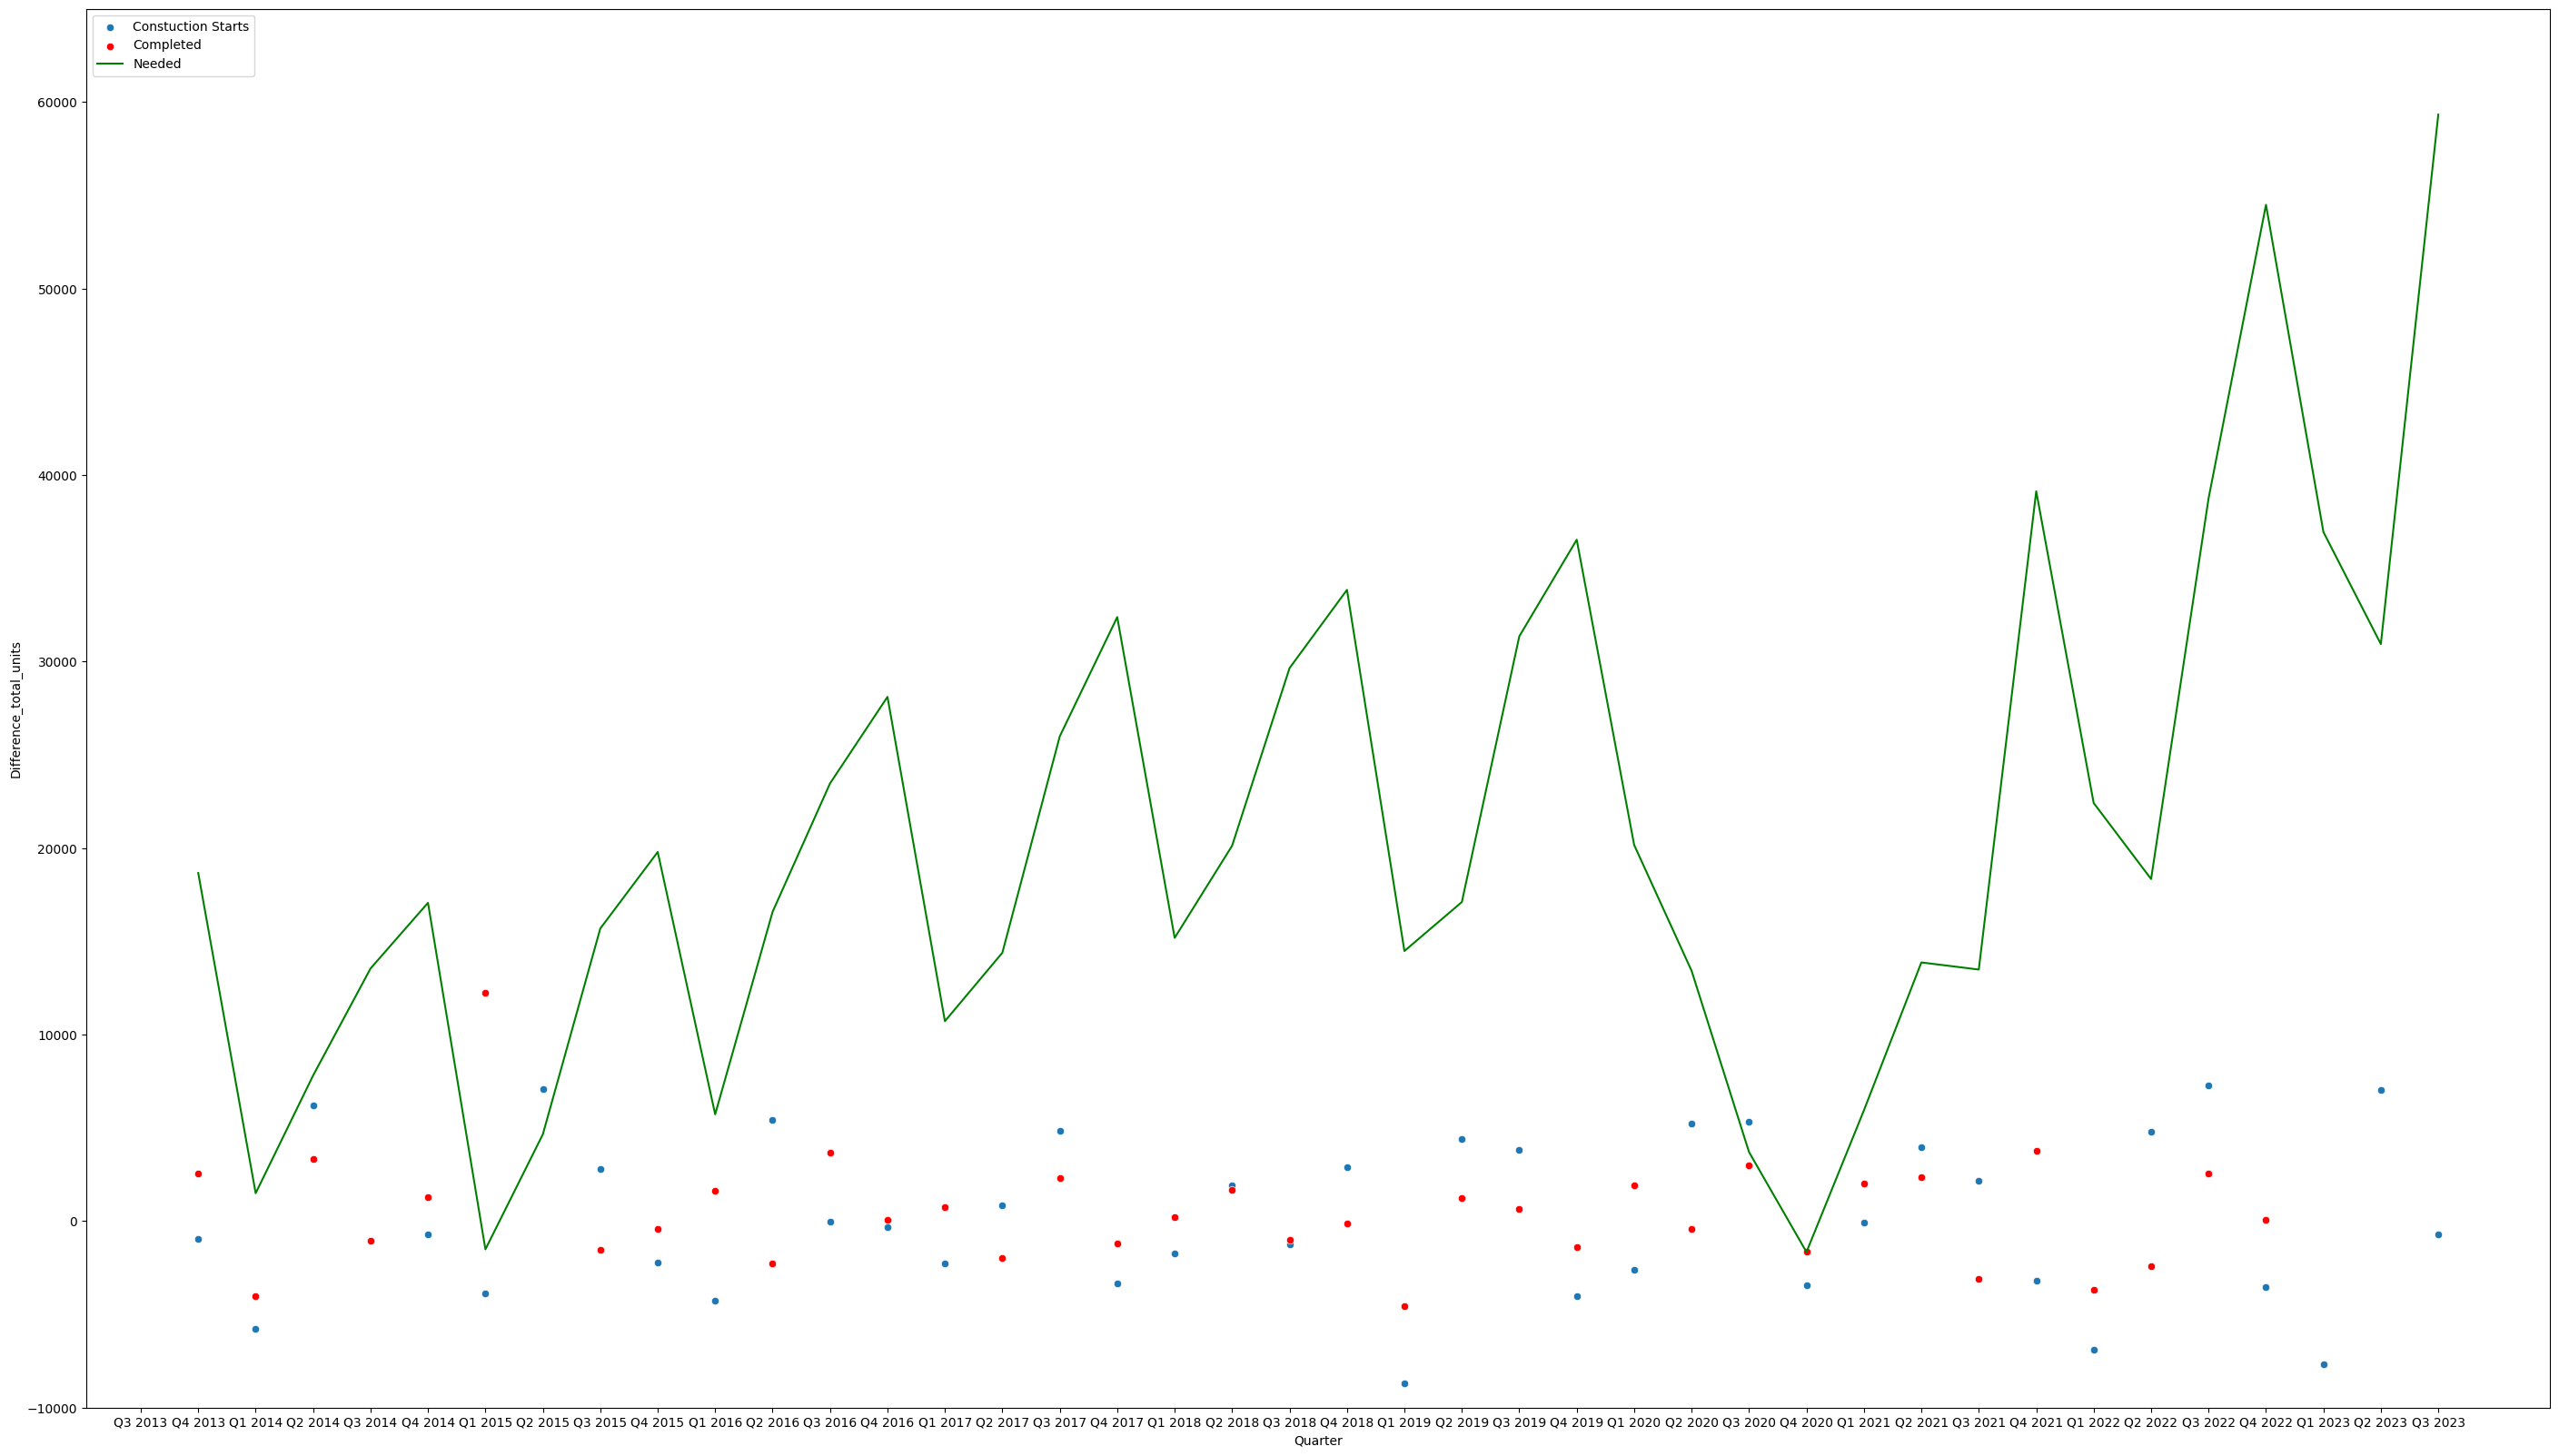 Constuction Starts
Completed
Needed
60000
50000
40000
30000
20000
10000
0
−10000
Difference_total_units
Q3 2013 Q4 2013 Q1 2014 Q2 2014 Q3 2014 Q4 2014 Q1 2015 Q2 2015 Q3 2015 Q4 2015 Q1 2016 Q2 2016 Q3 2016 Q4 2016 Q1 2017 Q2 2017 Q3 2017 Q4 2017 Q1 2018 Q2 2018 Q3 2018 Q4 2018 Q1 2019 Q2 2019 Q3 2019 Q4 2019 Q1 2020 Q2 2020 Q3 2020 Q4 2020 Q1 2021 Q2 2021 Q3 2021 Q4 2021 Q1 2022 Q2 2022 Q3 2022 Q4 2022 Q1 2023 Q2 2023 Q3 2023
Quarter